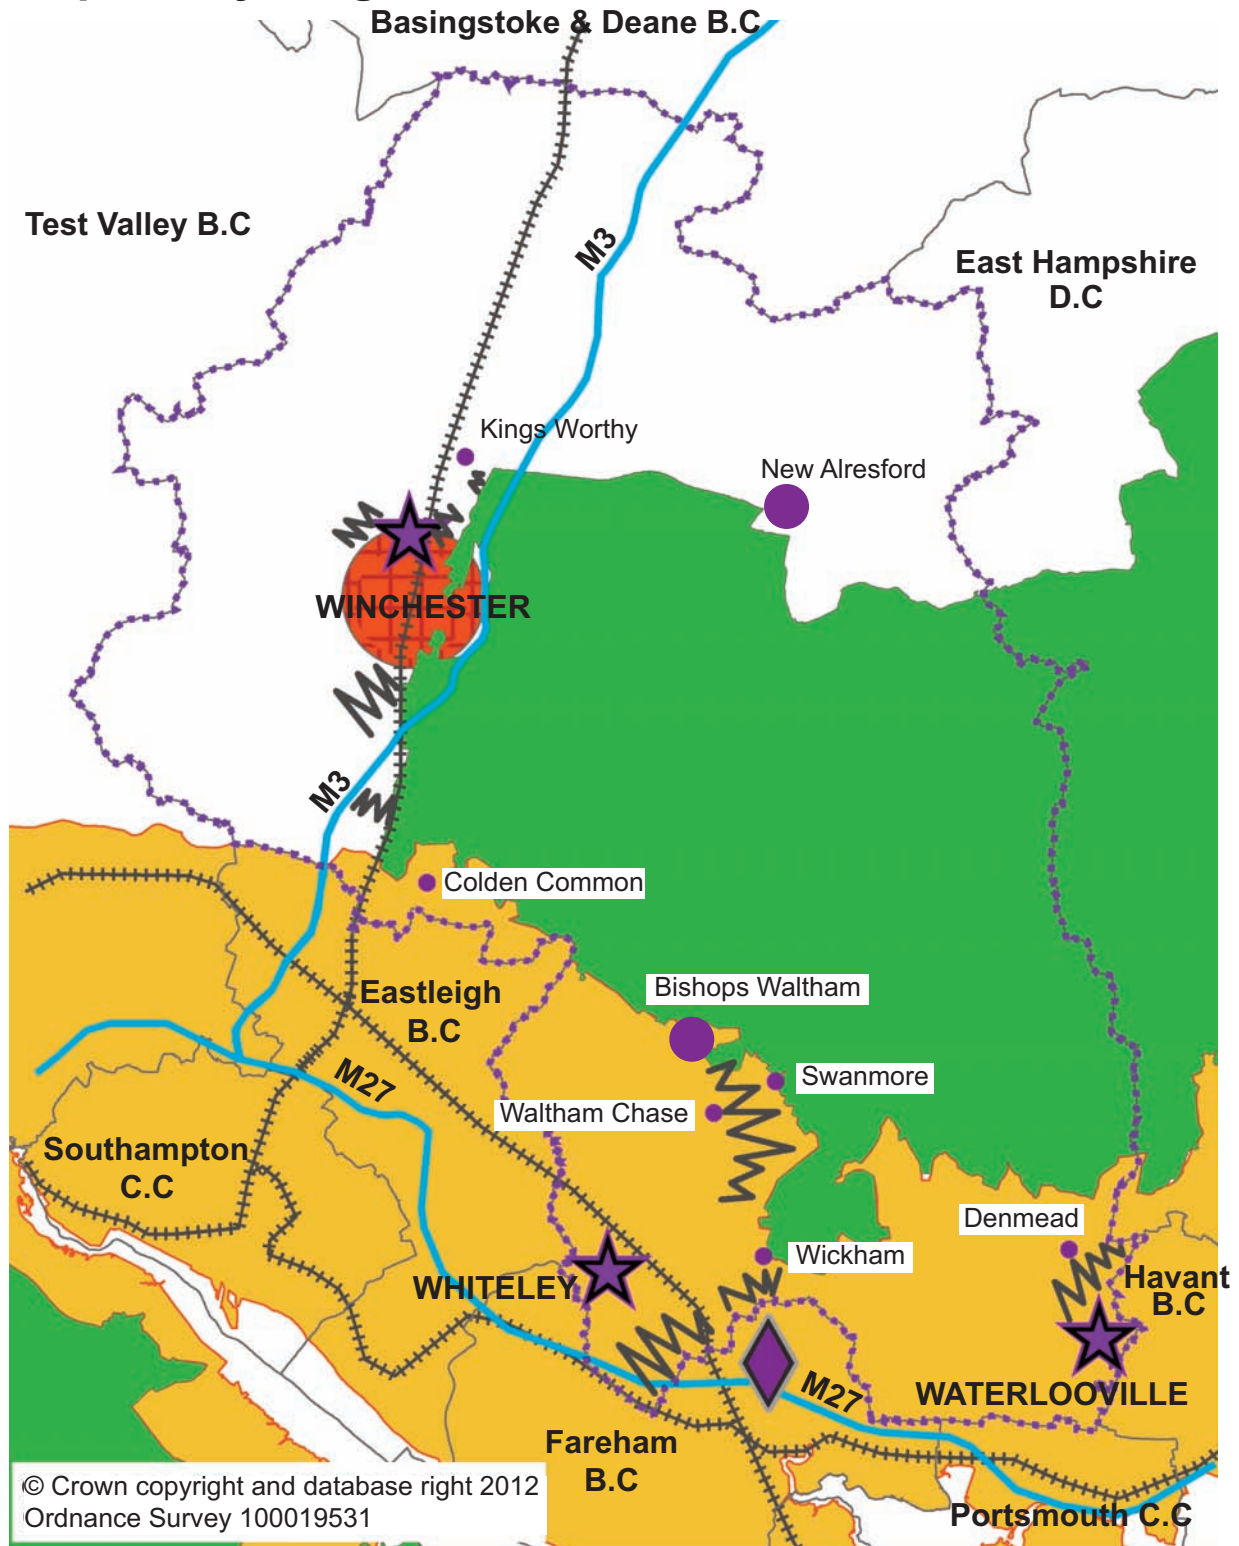 Basingstoke & Deane B.C
Test Valley B.C
M3
East Hampshire
D.C
Kings Worthy
New Alresford
WINCHESTER
M3
Colden Common
Eastleigh
B.C
Bishops Waltham
M27
Swanmore
Waltham Chase
Southampton
C.C
Denmead
Wickham
WHITELEY
Havant
B.C
M27
WATERLOOVILLE
Fareham
B.C
© Crown copyright and database right 2012
Ordnance Survey 100019531
Portsmouth C.C